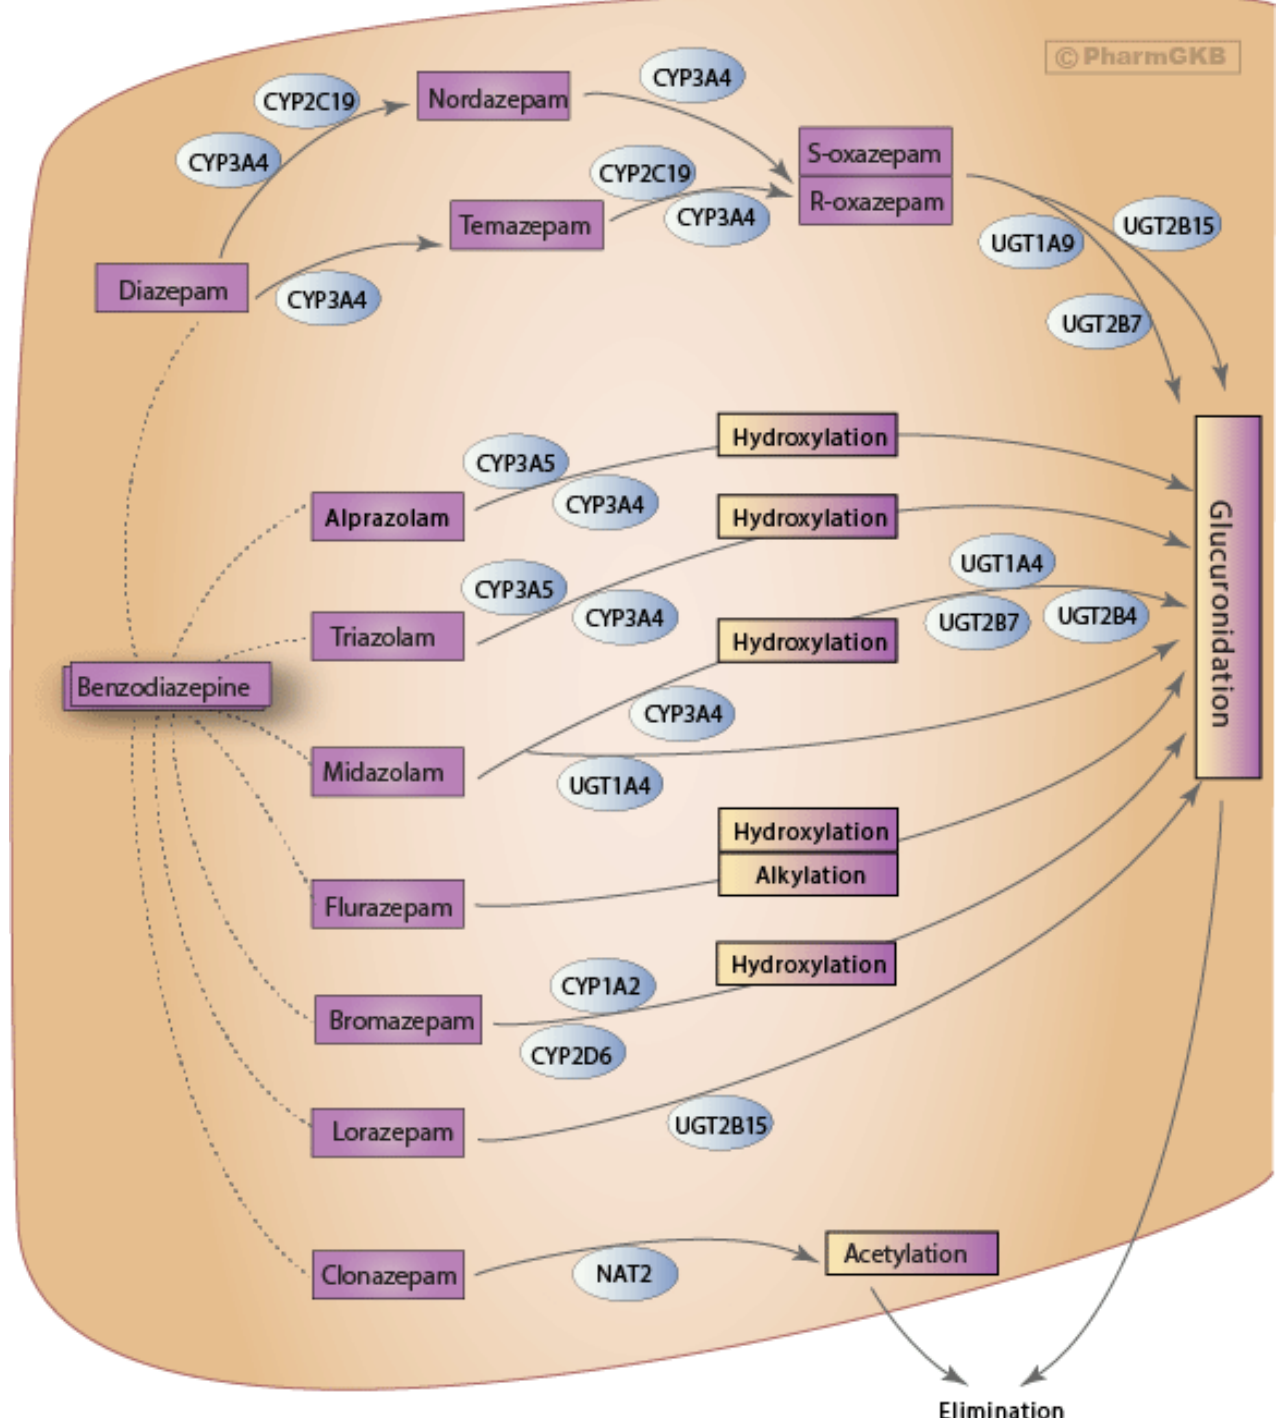 © PharmGKB
CYP3A4
CYP2C19
Nordazepam
CYP3A4
CYP2C19
S-oxazepam
R-oxazepam
Temazepam
CYP3A4
UGT1A9
UGT2B15
Diazepam
CYP3A4
UGT2B7
Hydroxylation
CYP3A5
CYP3A4
Alprazolam
Hydroxylation
Glucuronidation
CYP3A5
CYP3A4
UGT1A4
UGT2B7
UGT2B4
Triazolam
Hydroxylation
Benzodiazepine
CYP3A4
Midazolam
UGT1A4
Hydroxylation
Alkylation
Flurazepam
Hydroxylation
CYP1A2
Bromazepam
CYP2D6
Lorazepam
UGT2B15
Acetylation
Clonazepam
NAT2
Elimination